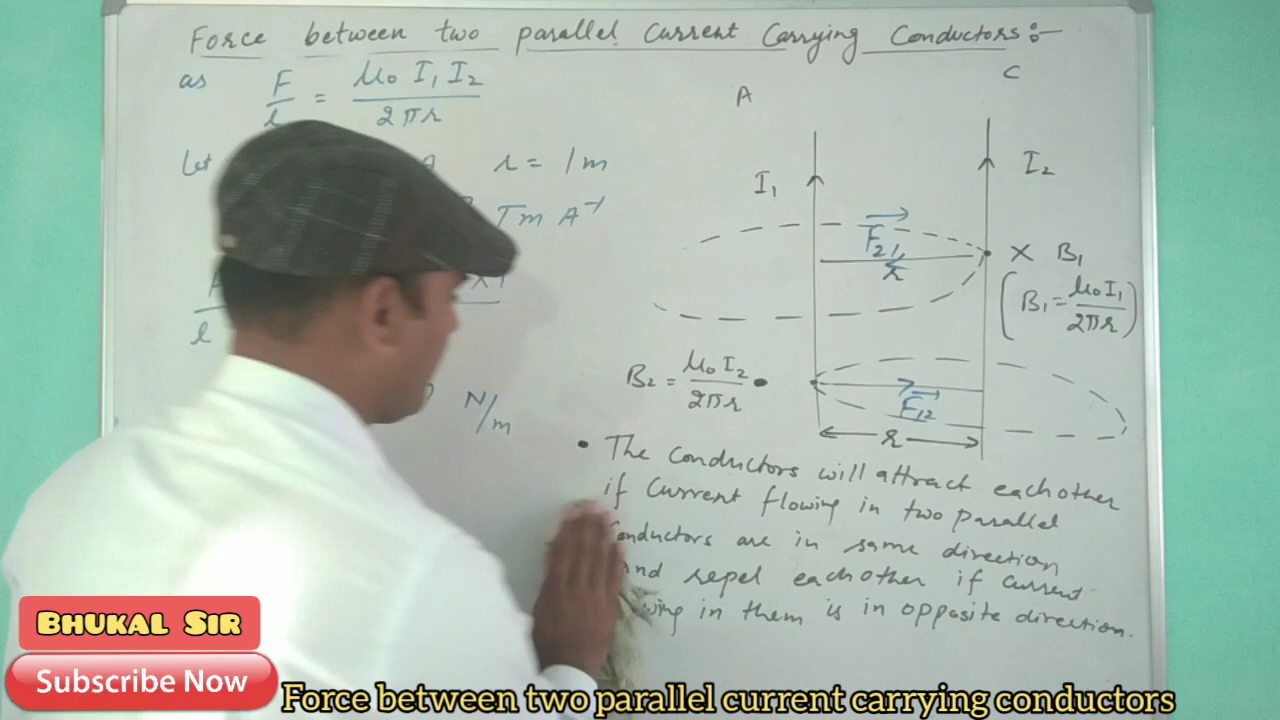 Force between two parallel Current Carrying Conductors :-
as F/l = μ₀ I₁ I₂ / 2πr
Let A r = 1m
Tm A⁻¹
l
N/m
A
C
I₁
I₂
F₂₁
r
X B₁
(B₁ = μ₀ I₁ / 2πr)
B₂ = μ₀ I₂ / 2πr •
F₁₂
r
• The Conductors will attract each other
if Current flowing in two parallel
Conductors are in same direction
and repel each other if current
in them is in opposite direction.
BHUKAL SIR
Subscribe Now
Force between two parallel current carrying conductors